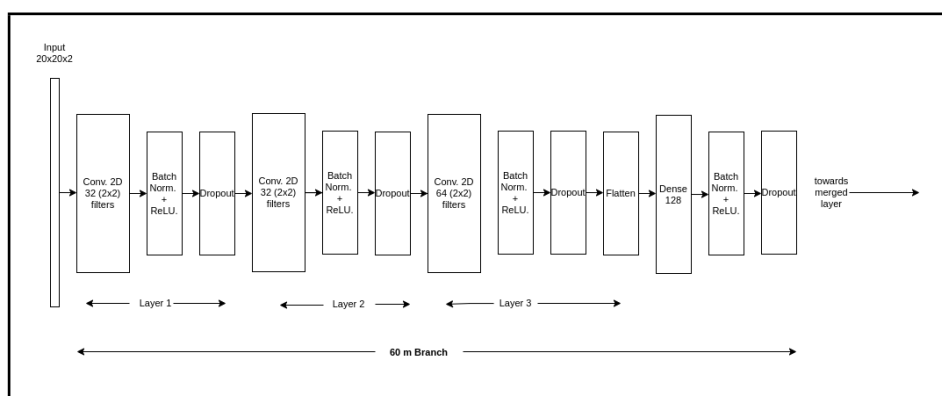 Input
20x20x2
Conv. 2D
32 (2x2)
filters
Batch
Norm.
+
ReLU.
Dropout
Conv. 2D
32 (2x2)
filters
Batch
Norm.
+
ReLU.
Dropout
Conv. 2D
64 (2x2)
filters
Batch
Norm.
+
ReLU.
Dropout
Flatten
Dense
128
Batch
Norm.
+
ReLU.
Dropout
towards
merged
layer
Layer 1
Layer 2
Layer 3
60 m Branch